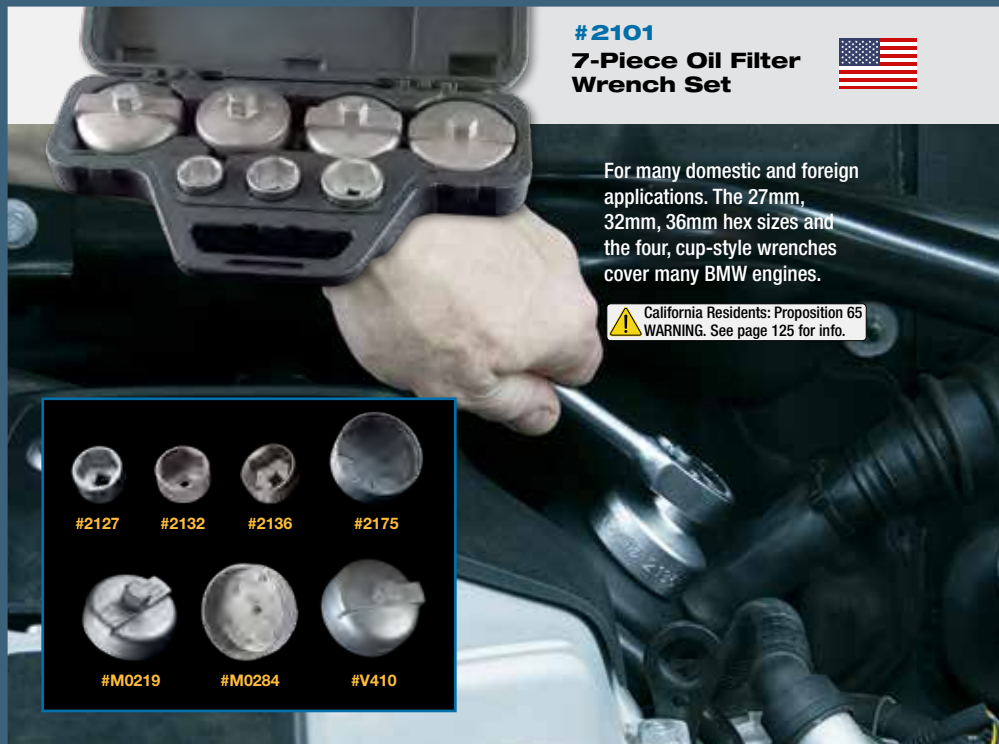 #2101
7-Piece Oil Filter
Wrench Set
For many domestic and foreign
applications. The 27mm,
32mm, 36mm hex sizes and
the four, cup-style wrenches
cover many BMW engines.
California Residents: Proposition 65
WARNING. See page 125 for info.
#2127 #2132 #2136 #2175
#M0219 #M0284 #V410